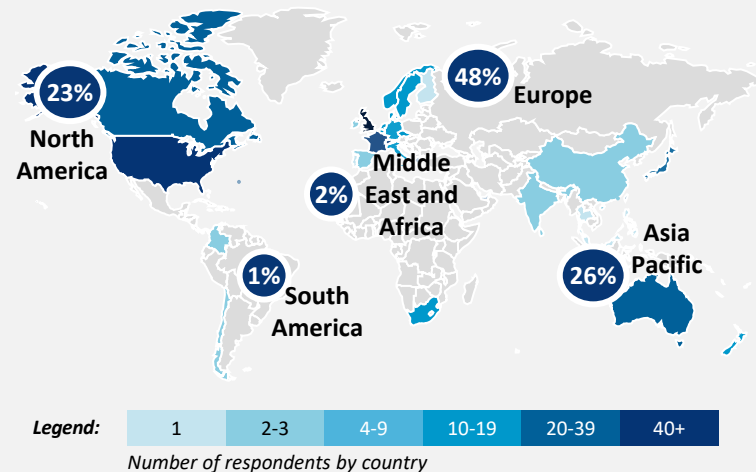 23%
North
America
48%
Europe
2%
Middle
East and
Africa
1%
South
America
26%
Asia
Pacific
Legend: 1 2-3 4-9 10-19 20-39 40+
Number of respondents by country